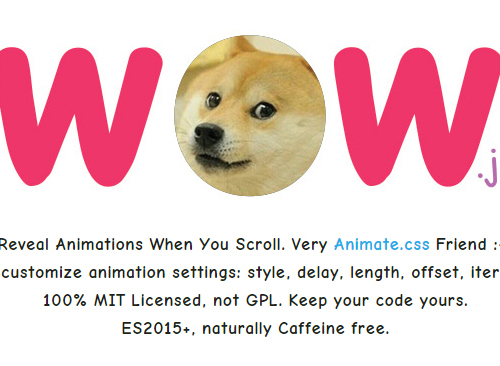 WOW.j
Reveal Animations When You Scroll. Very Animate.css Friend :-
customize animation settings: style, delay, length, offset, iter
100% MIT Licensed, not GPL. Keep your code yours.
ES2015+, naturally Caffeine free.